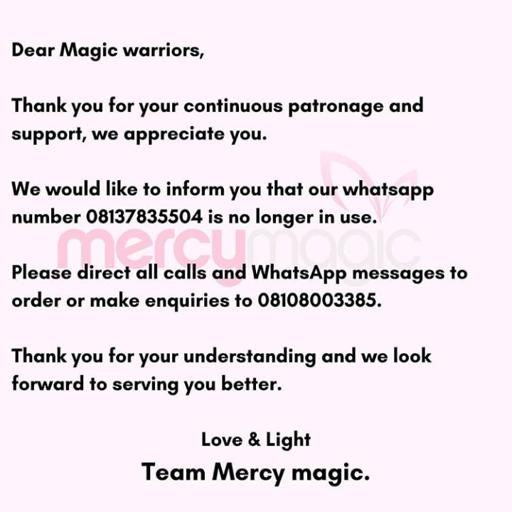 Dear Magic warriors,
Thank you for your continuous patronage and
support, we appreciate you.
We would like to inform you that our whatsapp
number 08137835504 is no longer in use.
mercymagic
Please direct all calls and WhatsApp messages to
order or make enquiries to 08108003385.
Thank you for your understanding and we look
forward to serving you better.
Love & Light
Team Mercy magic.